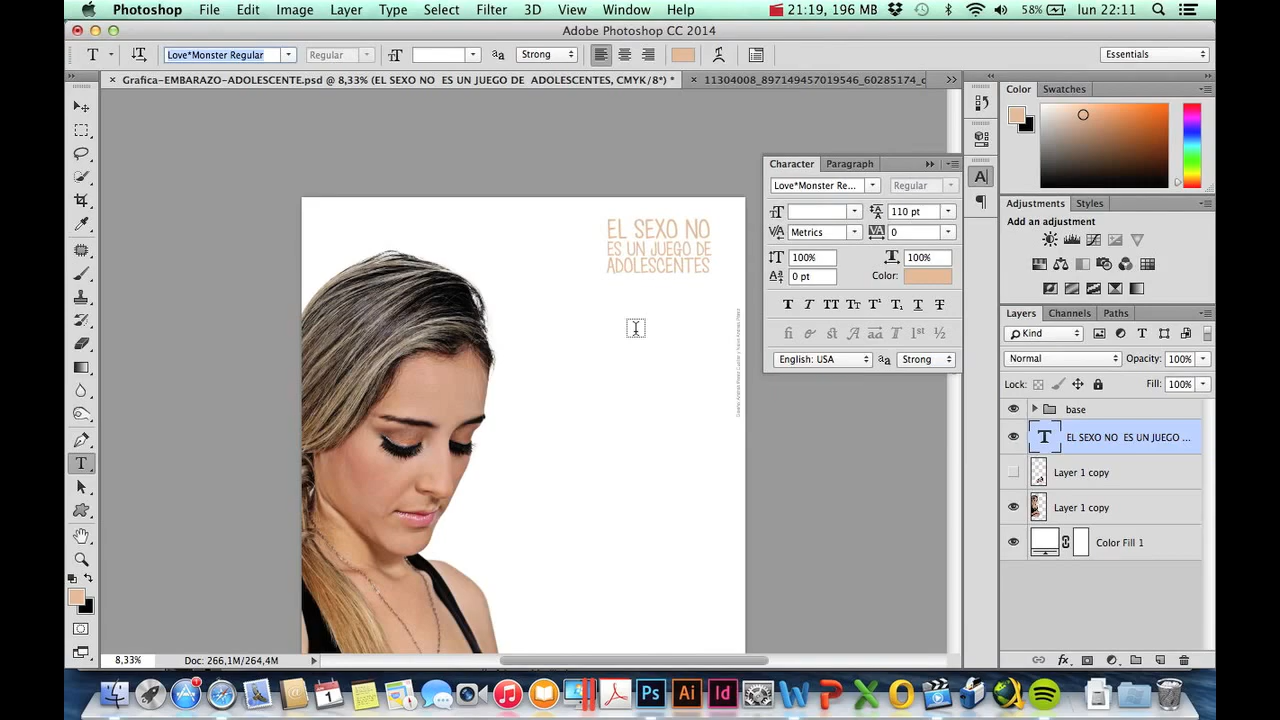 Photoshop File Edit Image Layer Type Select Filter 3D View Window Help 21:19, 196 MB 58% lun 22:11
Adobe Photoshop CC 2014
T Love*Monster Regular Regular Strong Essentials
Grafica-EMBARAZO-ADOLESCENTE.psd @ 8,33% (EL SEXO NO ES UN JUEGO DE ADOLESCENTES, CMYK/8*) *
11304008_897149457019546_60285174_c
Color Swatches
Character Paragraph
Love*Monster Re... Regular
110 pt
Metrics 0
100% 100%
0 pt Color:
English: USA Strong
Adjustments Styles
Add an adjustment
Layers Channels Paths
Kind
Normal Opacity: 100%
Lock: Fill: 100%
base
T EL SEXO NO ES UN JUEGO ...
Layer 1 copy
Layer 1 copy
Color Fill 1
EL SEXO NO
ES UN JUEGO DE
ADOLESCENTES
8,33% Doc: 266,1M/264,4M
Ps Ai Id